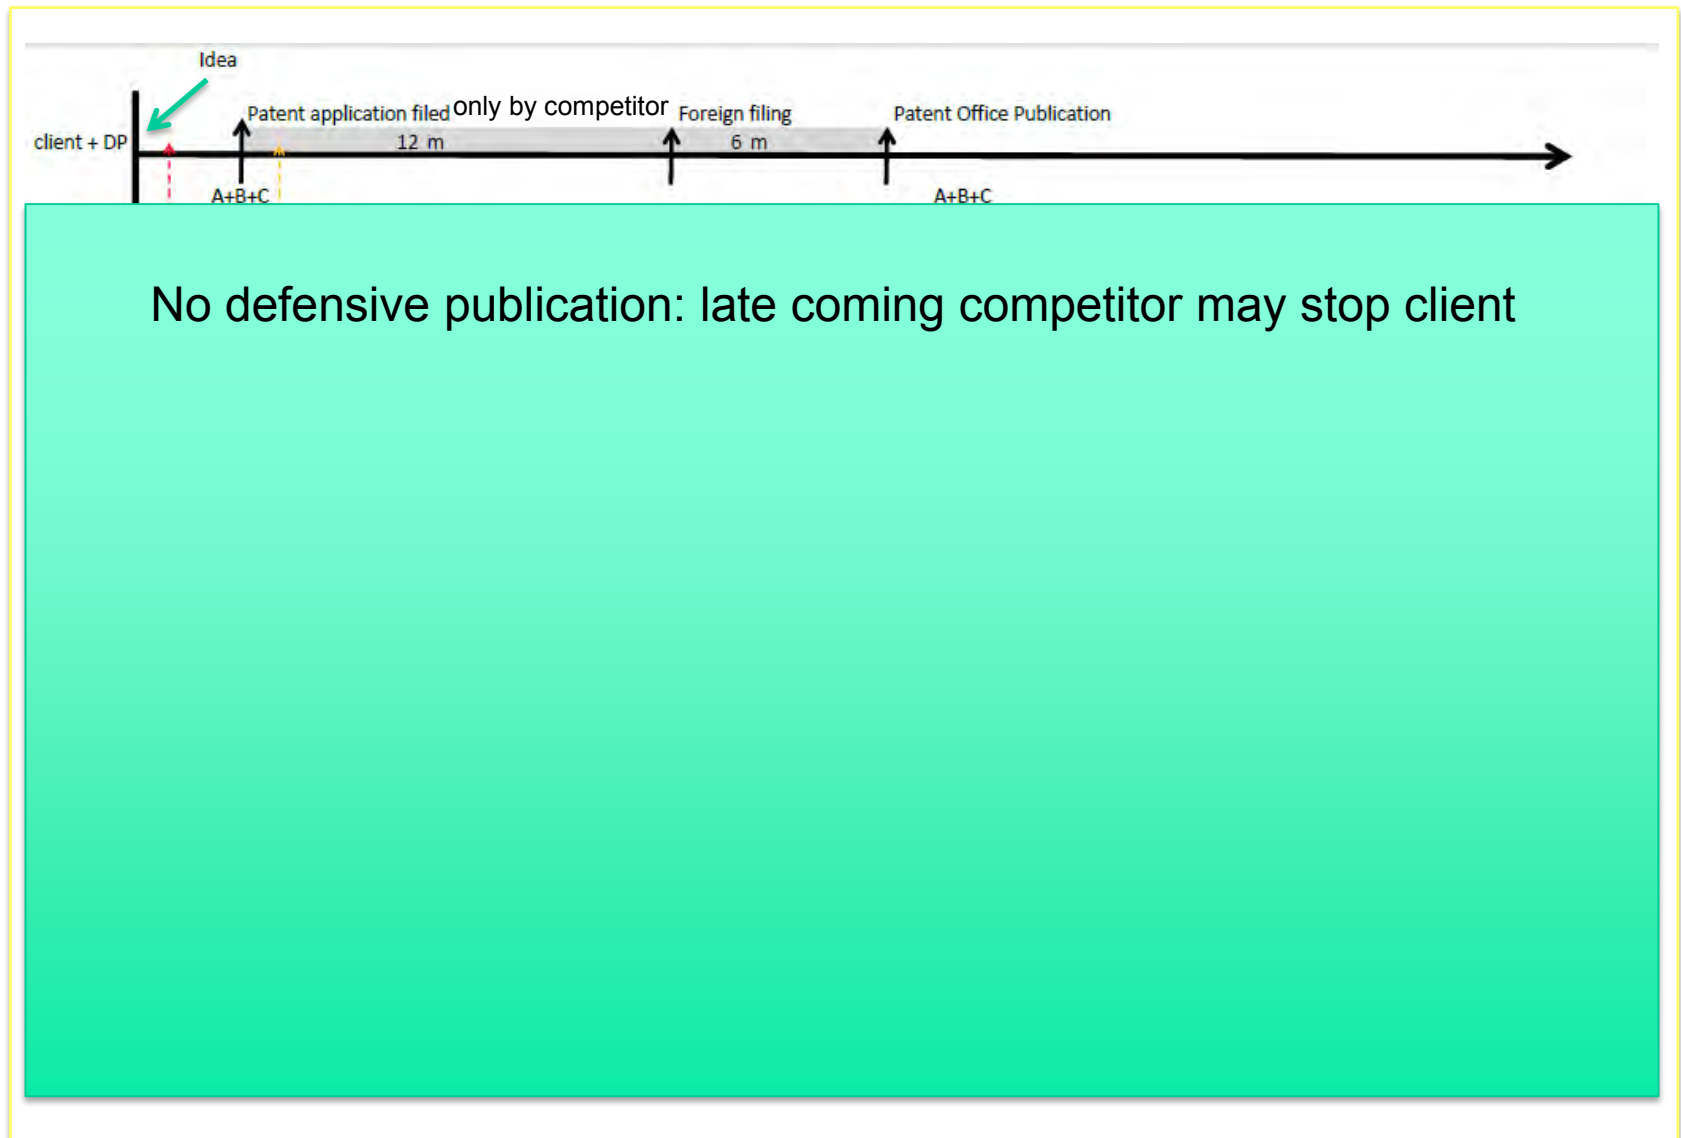 Idea
Patent application filed only by competitor Foreign filing Patent Office Publication
client + DP 12 m 6 m
A+B+C A+B+C
No defensive publication: late coming competitor may stop client